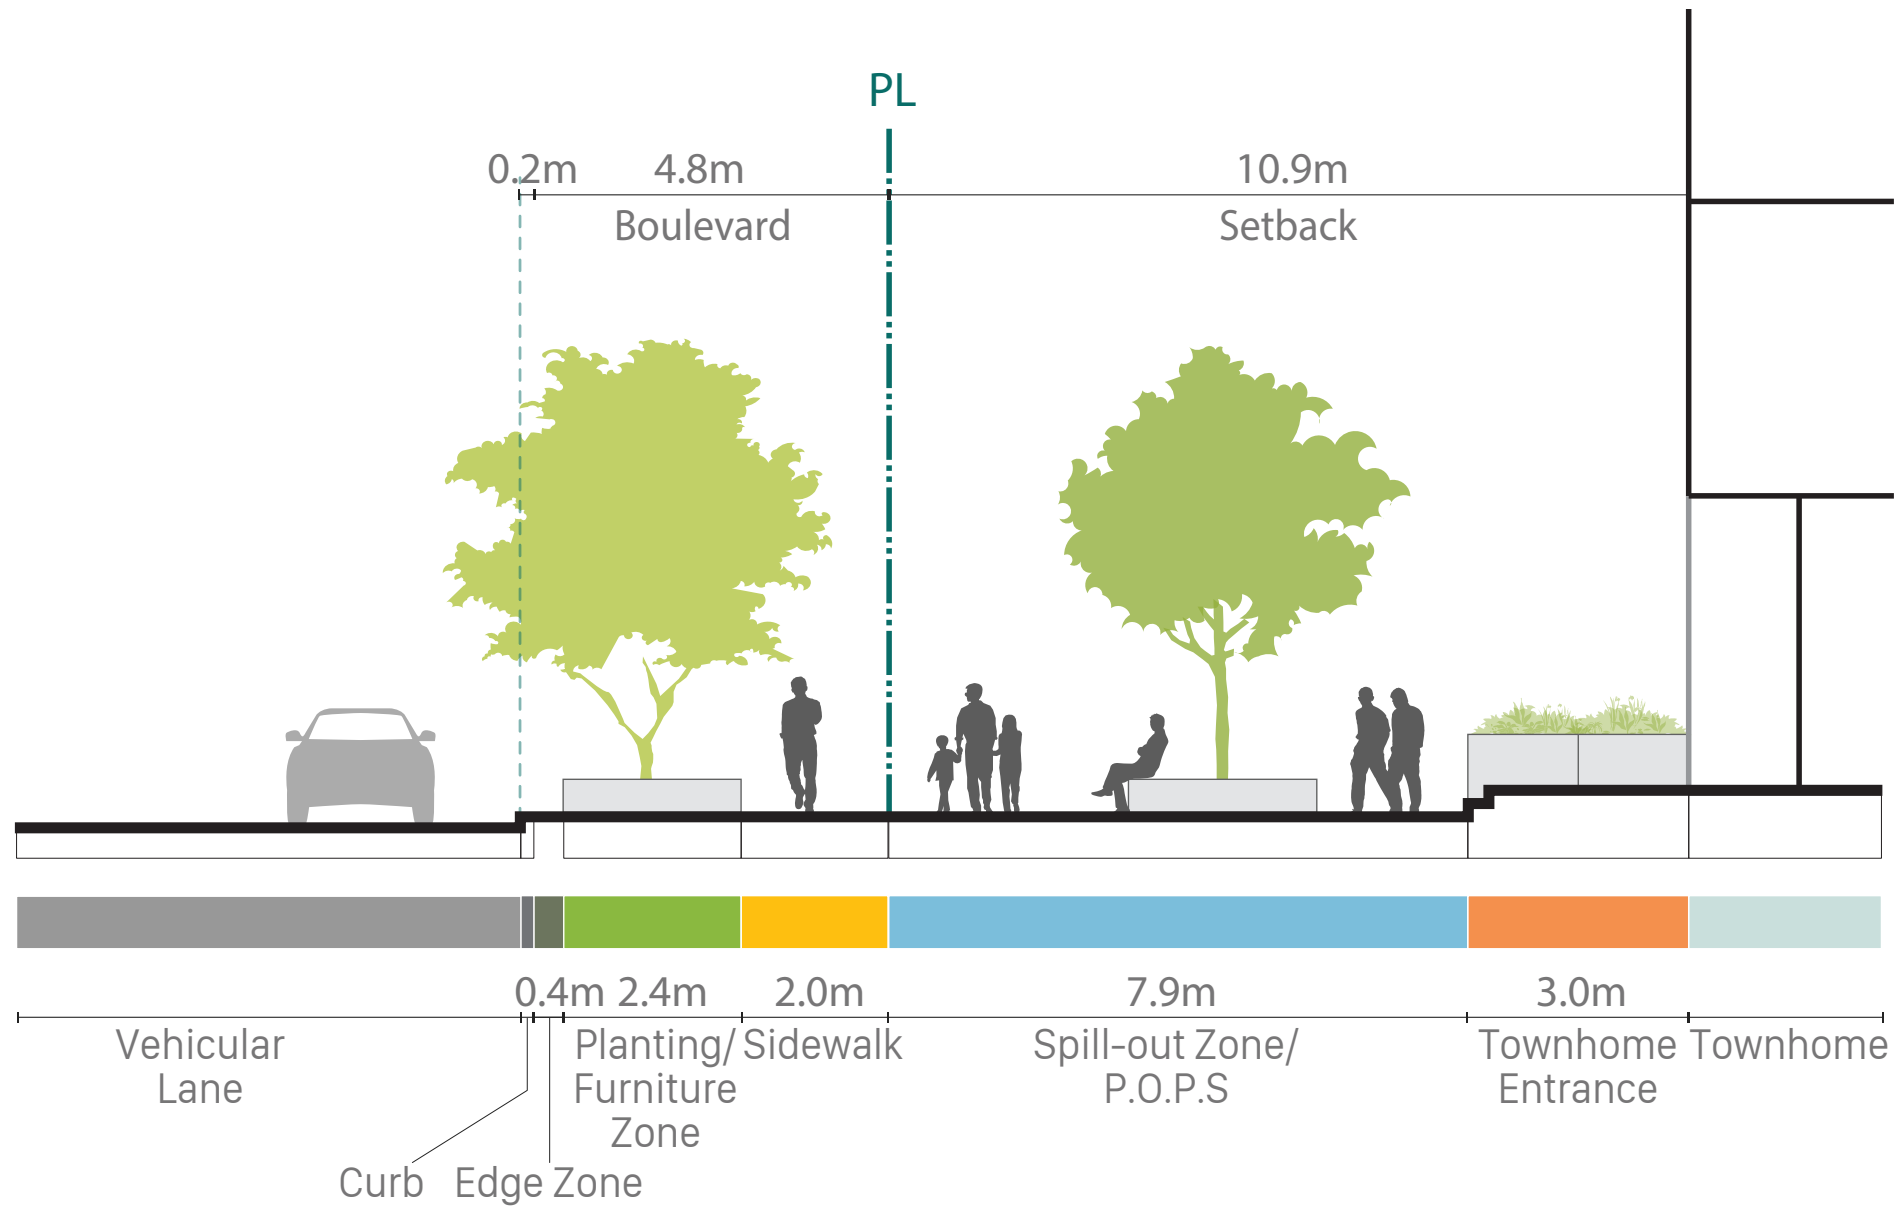 PL
0.2m 4.8m 10.9m
Boulevard Setback
0.4m 2.4m 2.0m 7.9m 3.0m
Vehicular
Lane
Curb
Edge Zone
Planting/
Furniture
Zone
Sidewalk
Spill-out Zone/
P.O.P.S
Townhome
Entrance
Townhome